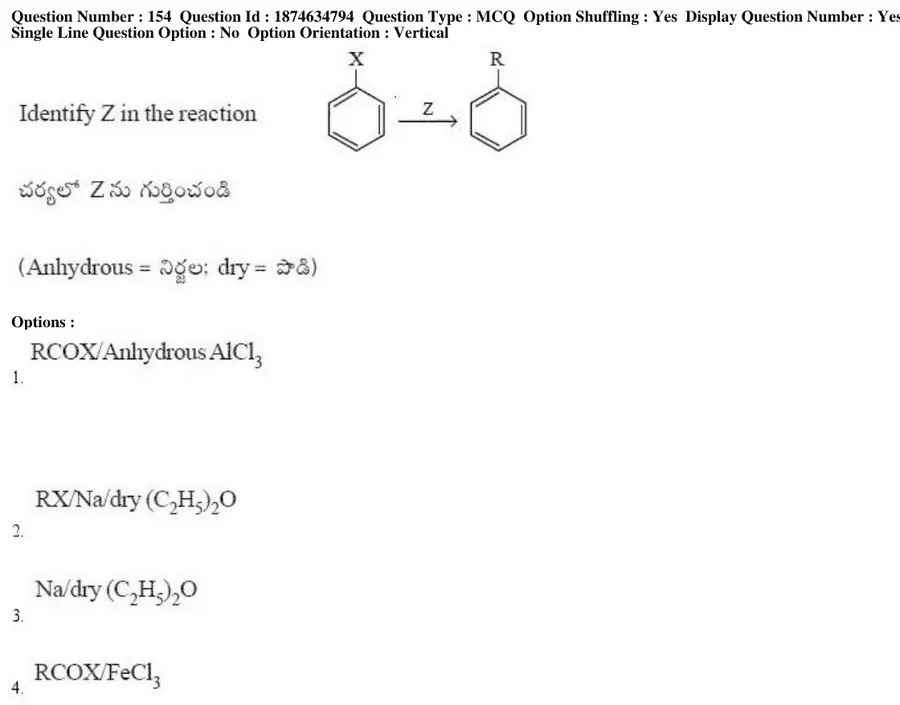 Question Number : 154 Question Id : 1874634794 Question Type : MCQ Option Shuffling : Yes Display Question Number : Yes
Single Line Question Option : No Option Orientation : Vertical
X R
Identify Z in the reaction Z
చర్యలో Z ను గుర్తించండి
(Anhydrous = నిర్జల; dry = పొడి)
Options :
RCOX/Anhydrous AlCl₃
1.
RX/Na/dry (C₂H₅)₂O
2.
Na/dry (C₂H₅)₂O
3.
RCOX/FeCl₃
4.